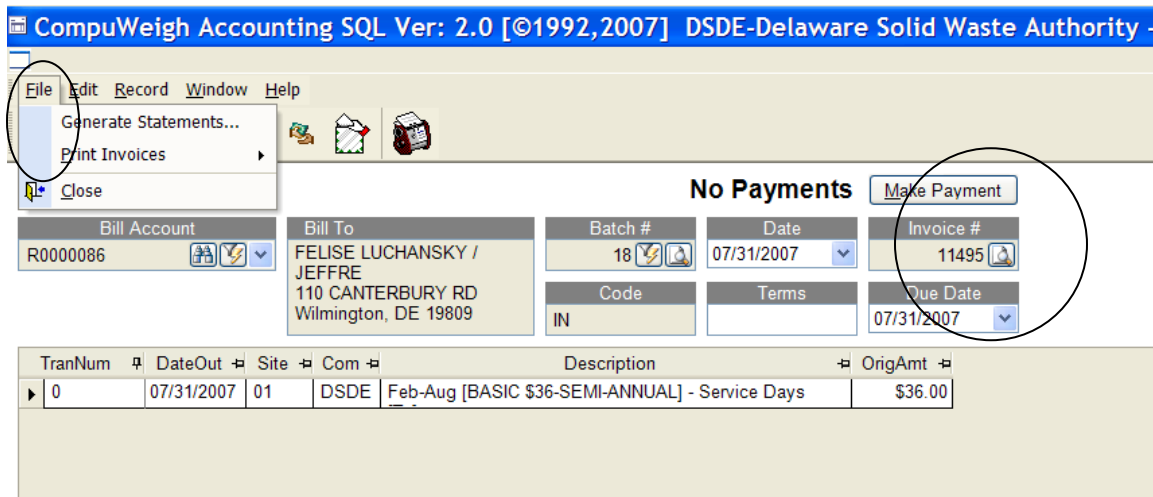 CompuWeigh Accounting SQL Ver: 2.0 [©1992,2007] DSDE-Delaware Solid Waste Authority -
File Edit Record Window Help
Generate Statements...
Print Invoices
Close
No Payments Make Payment
Bill Account Bill To Batch # Date Invoice #
R0000086 FELISE LUCHANSKY / 18 07/31/2007 11495
JEFFRE
110 CANTERBURY RD Code Terms Due Date
Wilmington, DE 19809 IN 07/31/2007
TranNum DateOut Site Com Description OrigAmt
0 07/31/2007 01 DSDE Feb-Aug [BASIC $36-SEMI-ANNUAL] - Service Days $36.00